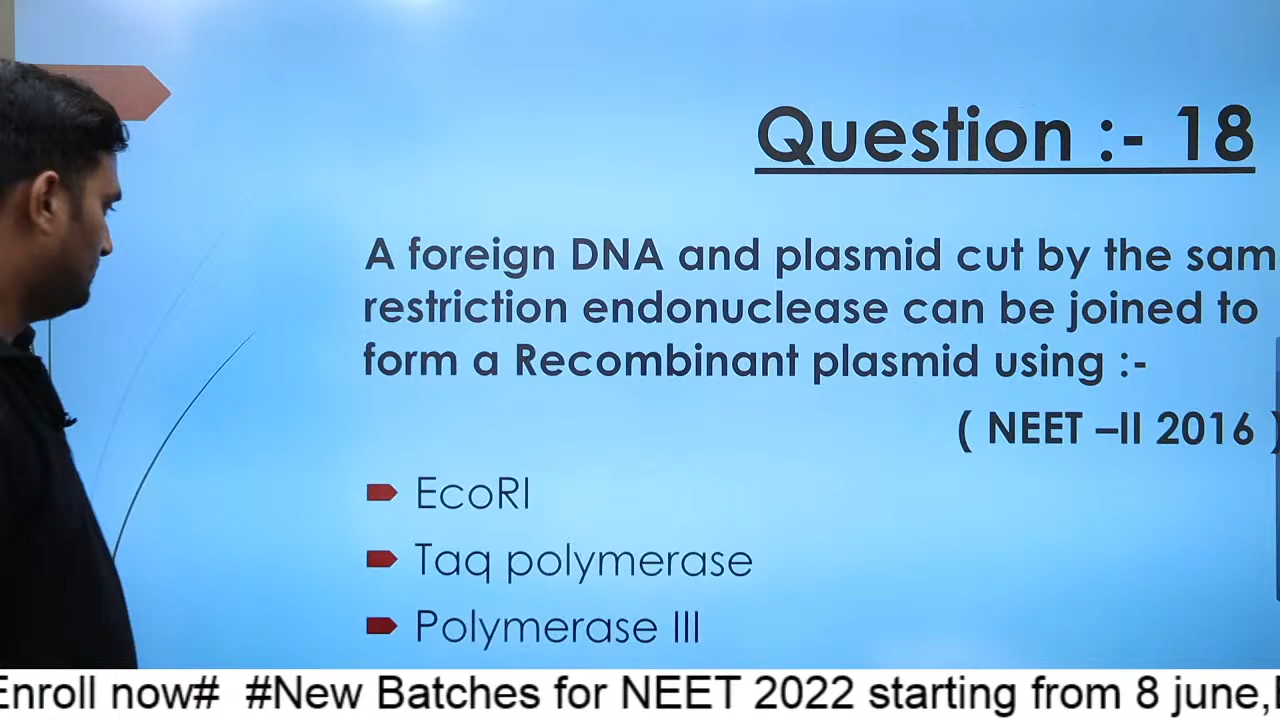 Question :- 18
A foreign DNA and plasmid cut by the sam
restriction endonuclease can be joined to
form a Recombinant plasmid using :-
( NEET –II 2016 )
EcoRI
Taq polymerase
Polymerase III
Enroll now# #New Batches for NEET 2022 starting from 8 june,